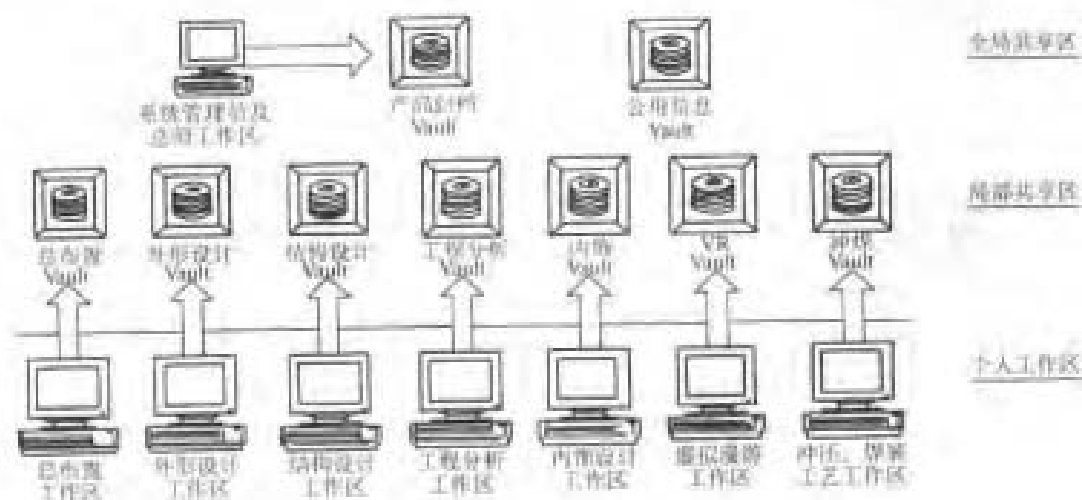 全局共享区
系统管理员及
总师工作区
产品归档
Vault
公用信息
Vault
局部共享区
总布置
Vault
外形设计
Vault
结构设计
Vault
工程分析
Vault
内饰
Vault
VR
Vault
Vault
个人工作区
总布置
工作区
外形设计
工作区
结构设计
工作区
工程分析
工作区
内饰设计
工作区
虚拟漫游
工作区
冲压、焊装
工艺工作区